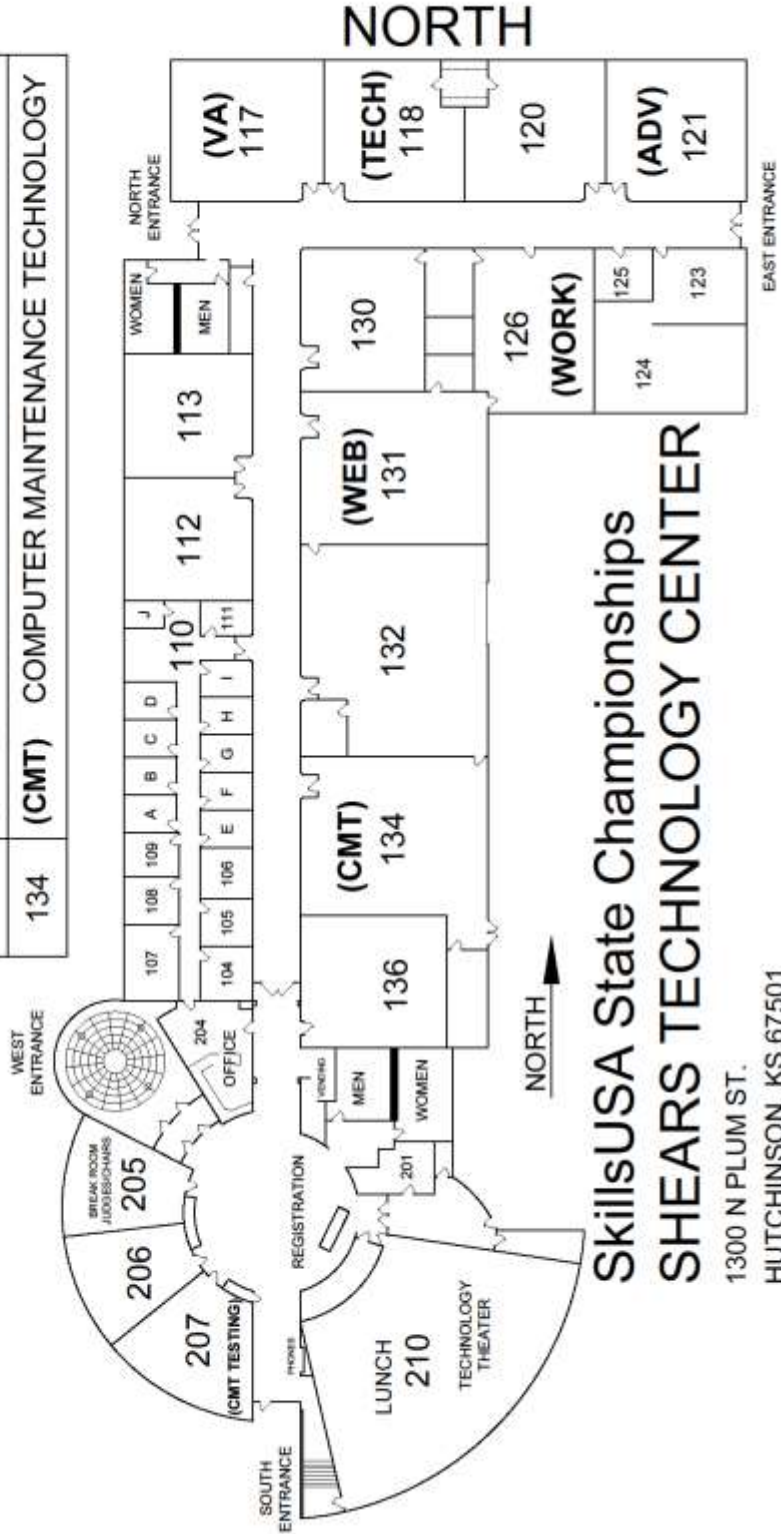 NORTH
134 (CMT) COMPUTER MAINTENANCE TECHNOLOGY
WEST
ENTRANCE
NORTH
ENTRANCE
WOMEN
MEN
113
112
J
110
111
D
C
B
A
109
108
107
I
H
G
F
E
106
105
104
204
OFFICE
(VA)
117
(TECH)
118
120
(ADV)
121
EAST ENTRANCE
130
126
(WORK)
125
123
124
(WEB)
131
132
(CMT)
134
136
VENDING
MEN
WOMEN
201
BREAK ROOM
JUDGES/CHAIRS
205
206
207
(CMT TESTING)
REGISTRATION
PHONES
LUNCH
210
TECHNOLOGY
THEATER
SOUTH
ENTRANCE
NORTH
SkillsUSA State Championships
SHEARS TECHNOLOGY CENTER
1300 N PLUM ST.
HUTCHINSON, KS 67501